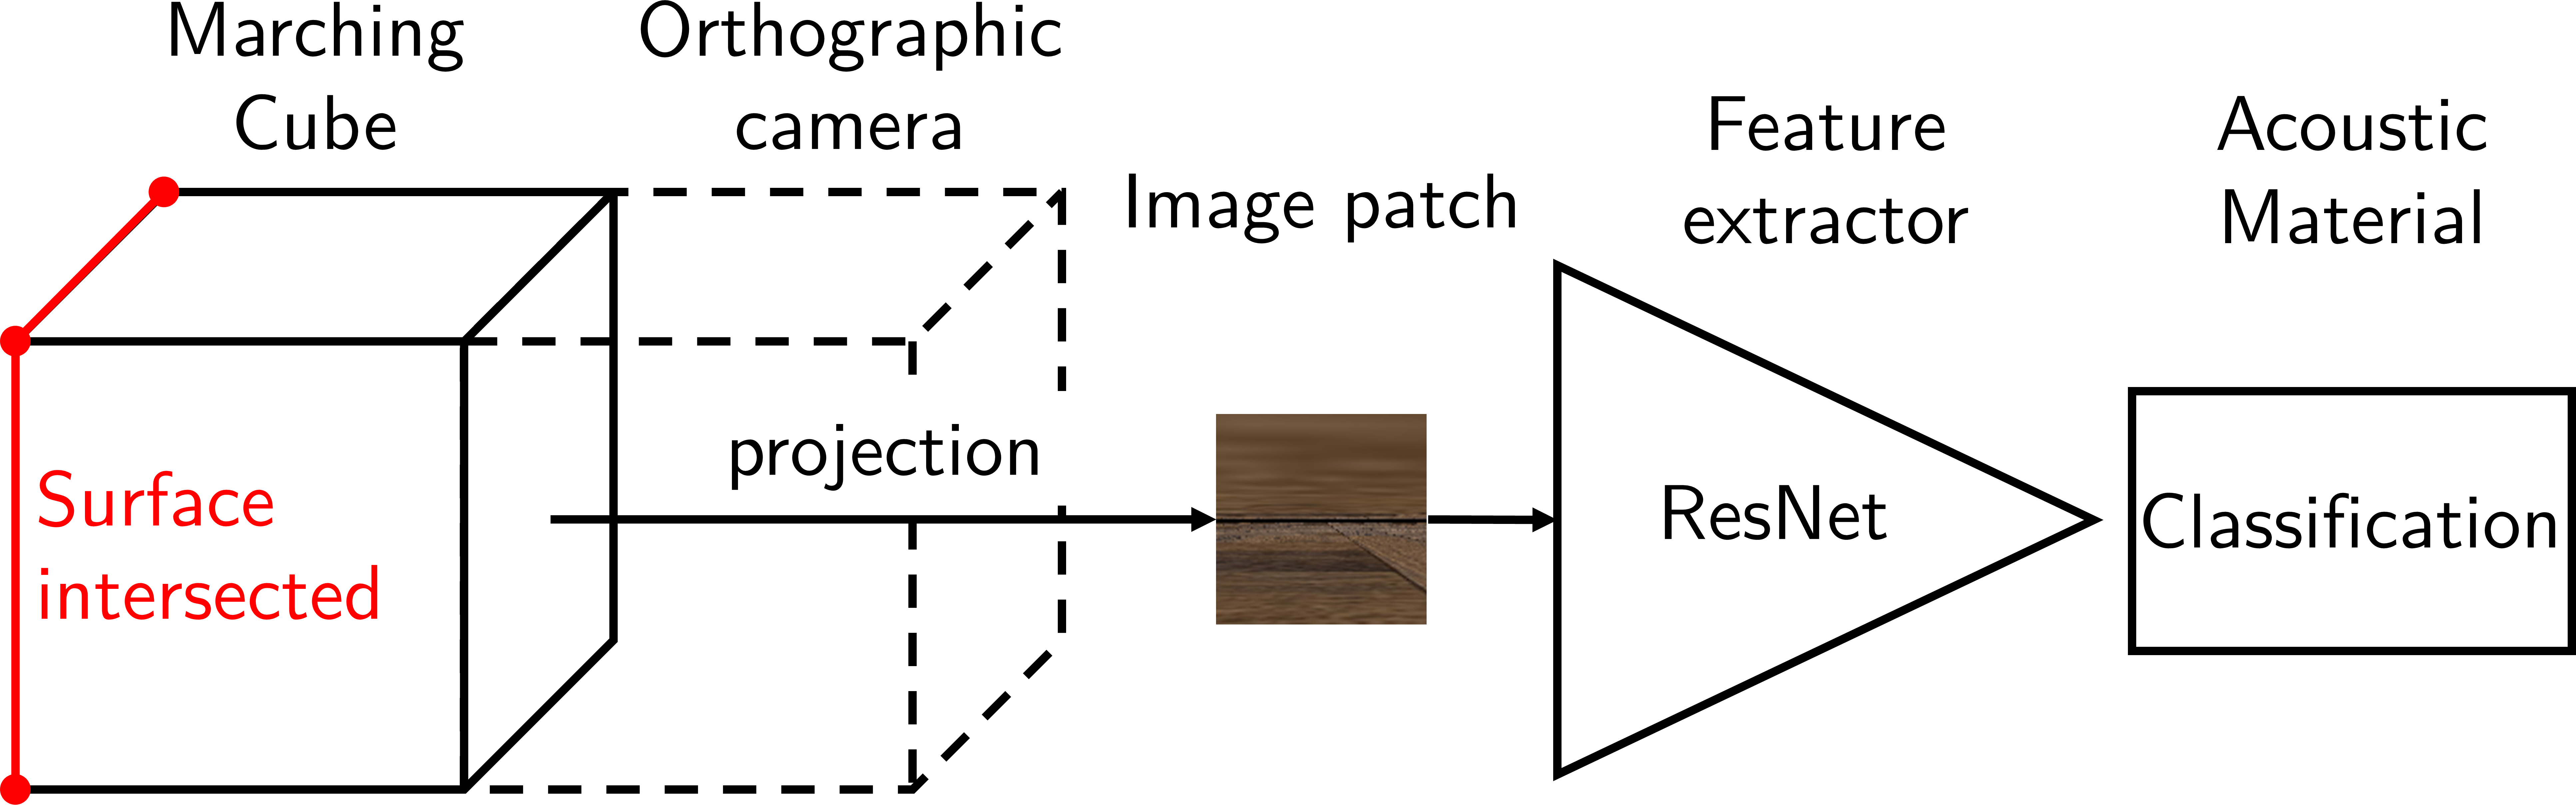 Marching
Cube
Orthographic
camera
Image patch
Feature
extractor
Acoustic
Material
Surface
intersected
projection
ResNet
Classification